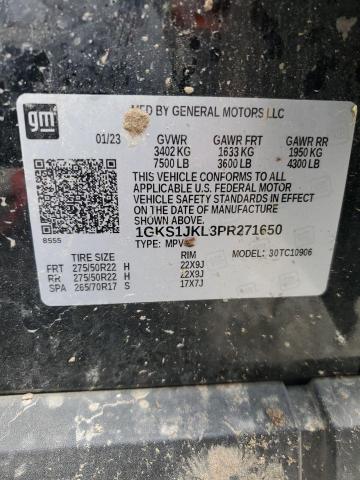 gm
MFD BY GENERAL MOTORS LLC
01/23 GVWR GAWR FRT GAWR RR
3402 KG 1633 KG 1950 KG
7500 LB 3600 LB 4300 LB
THIS VEHICLE CONFORMS TO ALL
APPLICABLE U.S. FEDERAL MOTOR
VEHICLE SAFETY STANDARDS IN EFFECT
ON THE DATE OF MANUFACTURE SHOWN ABOVE.
8555
1GKS1JKL3PR271650
TYPE: MPV MODEL: 30TC10906
TIRE SIZE RIM
FRT 275/50R22 H 22X9J
RR 275/50R22 H 22X9J
SPA 265/70R17 S 17X7J